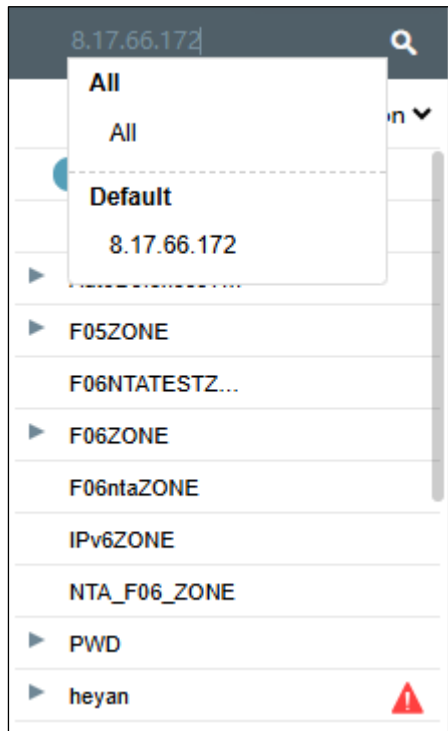 8.17.66.172
All
on
All
Default
8.17.66.172
F05ZONE
F06NTATESTZ...
F06ZONE
F06ntaZONE
IPv6ZONE
NTA_F06_ZONE
PWD
heyan